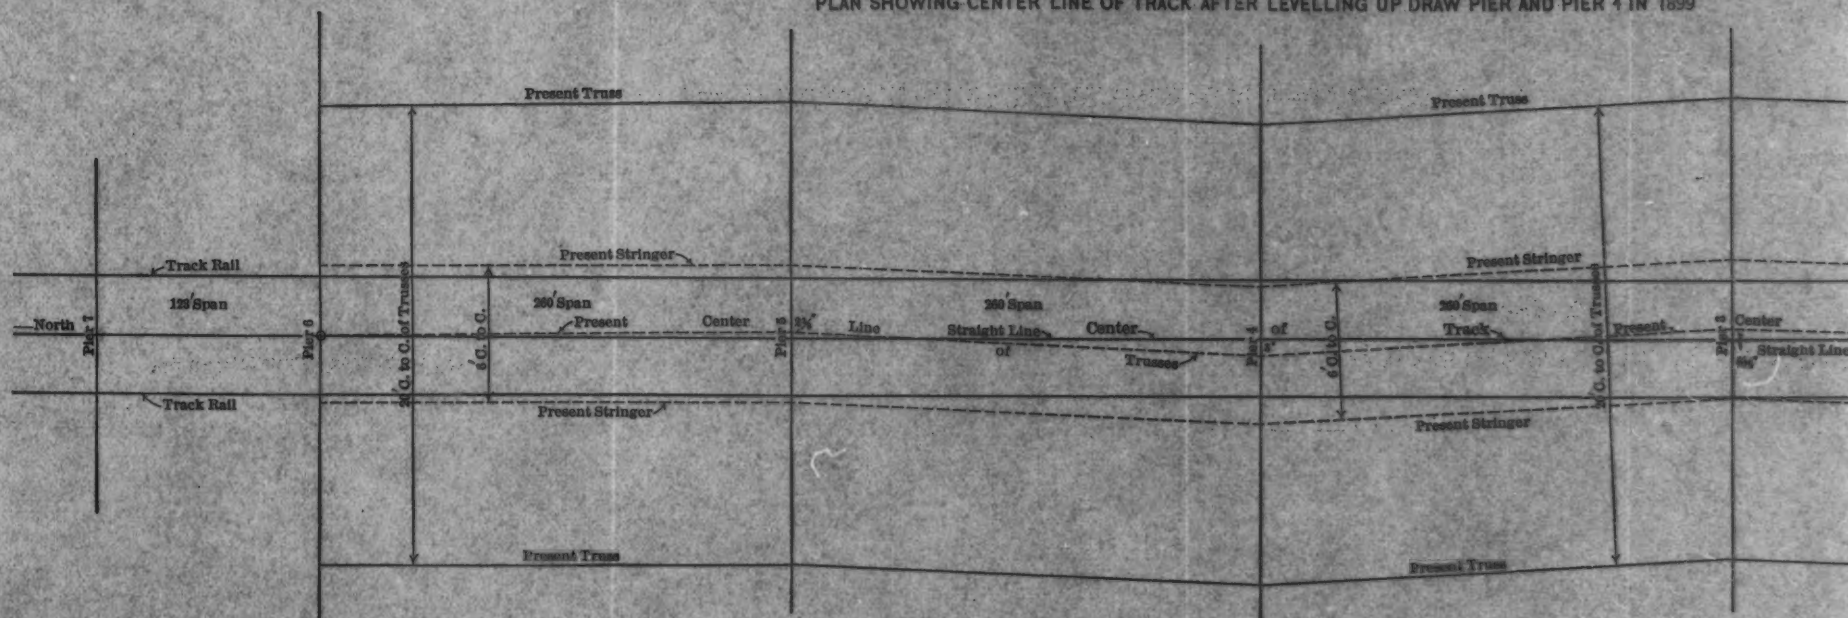 PLAN SHOWING CENTER LINE OF TRACK AFTER LEVELLING UP DRAW PIER AND PIER 4 IN 1899
Present Truss
Present Truss
Track Rail
Present Stringer
Present Stringer
123' Span
260' Span
260' Span
260' Span
North
Pier 7
Pier 6
20' C. to C. of Trusses
6' C. to C.
Present Center
Pier 5
Line
Straight Line
of
Center
Trusses
Pier 4
of
6' C. to C.
Track
C. to C. of Trusses
Present
Pier 3
Center
Straight Line
Track Rail
Present Stringer
Present Stringer
Present Truss
Present Truss